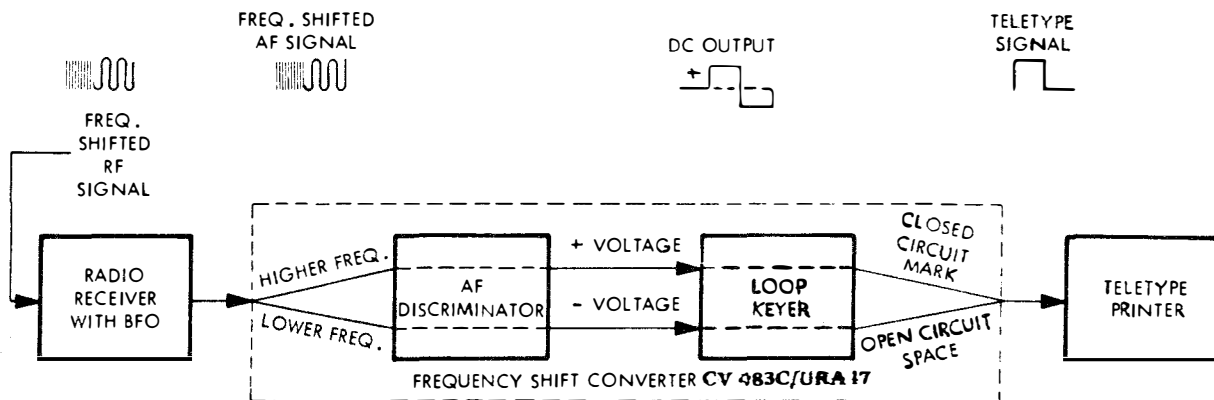 FREQ. SHIFTED
AF SIGNAL
DC OUTPUT
+
TELETYPE
SIGNAL
FREQ.
SHIFTED
RF
SIGNAL
RADIO
RECEIVER
WITH BFO
HIGHER FREQ.
LOWER FREQ.
AF
DISCRIMINATOR
+ VOLTAGE
- VOLTAGE
LOOP
KEYER
CLOSED
CIRCUIT
MARK
OPEN CIRCUIT
SPACE
TELETYPE
PRINTER
FREQUENCY SHIFT CONVERTER CV 483C/URA 17